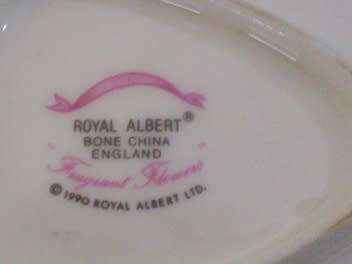 ROYAL ALBERT®
BONE CHINA
ENGLAND
"Fragrant Flowers"
©1990 ROYAL ALBERT LTD.